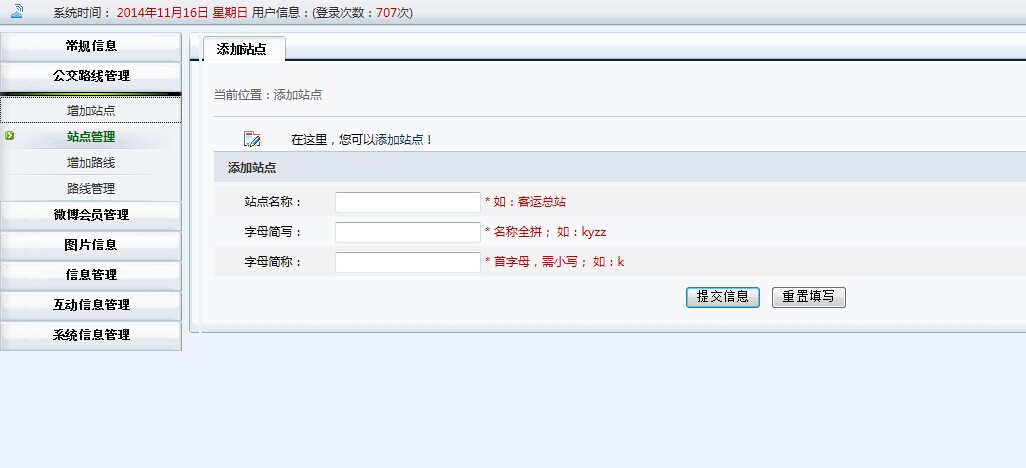 系统时间： 2014年11月16日 星期日 用户信息：(登录次数：707次)
常规信息
公交路线管理
增加站点
站点管理
增加路线
路线管理
微博会员管理
图片信息
信息管理
互动信息管理
系统信息管理
添加站点
当前位置：添加站点
在这里，您可以添加站点！
添加站点
站点名称： * 如：客运总站
字母简写： * 名称全拼； 如：kyzz
字母简称： * 首字母，需小写； 如：k
提交信息 重置填写